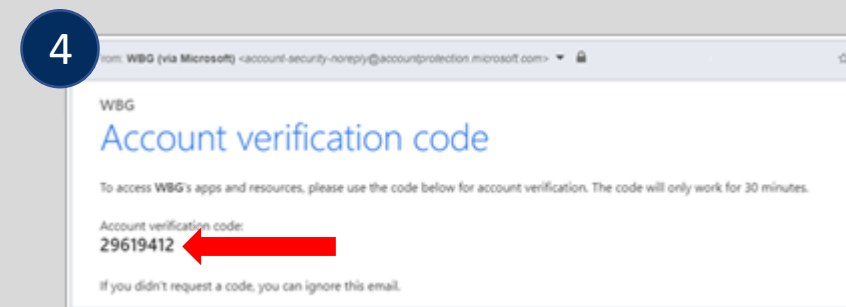 4
rom: WBG (via Microsoft) <account-security-noreply@accountprotection.microsoft.com>
WBG
Account verification code
To access WBG's apps and resources, please use the code below for account verification. The code will only work for 30 minutes.
Account verification code:
29619412
If you didn't request a code, you can ignore this email.